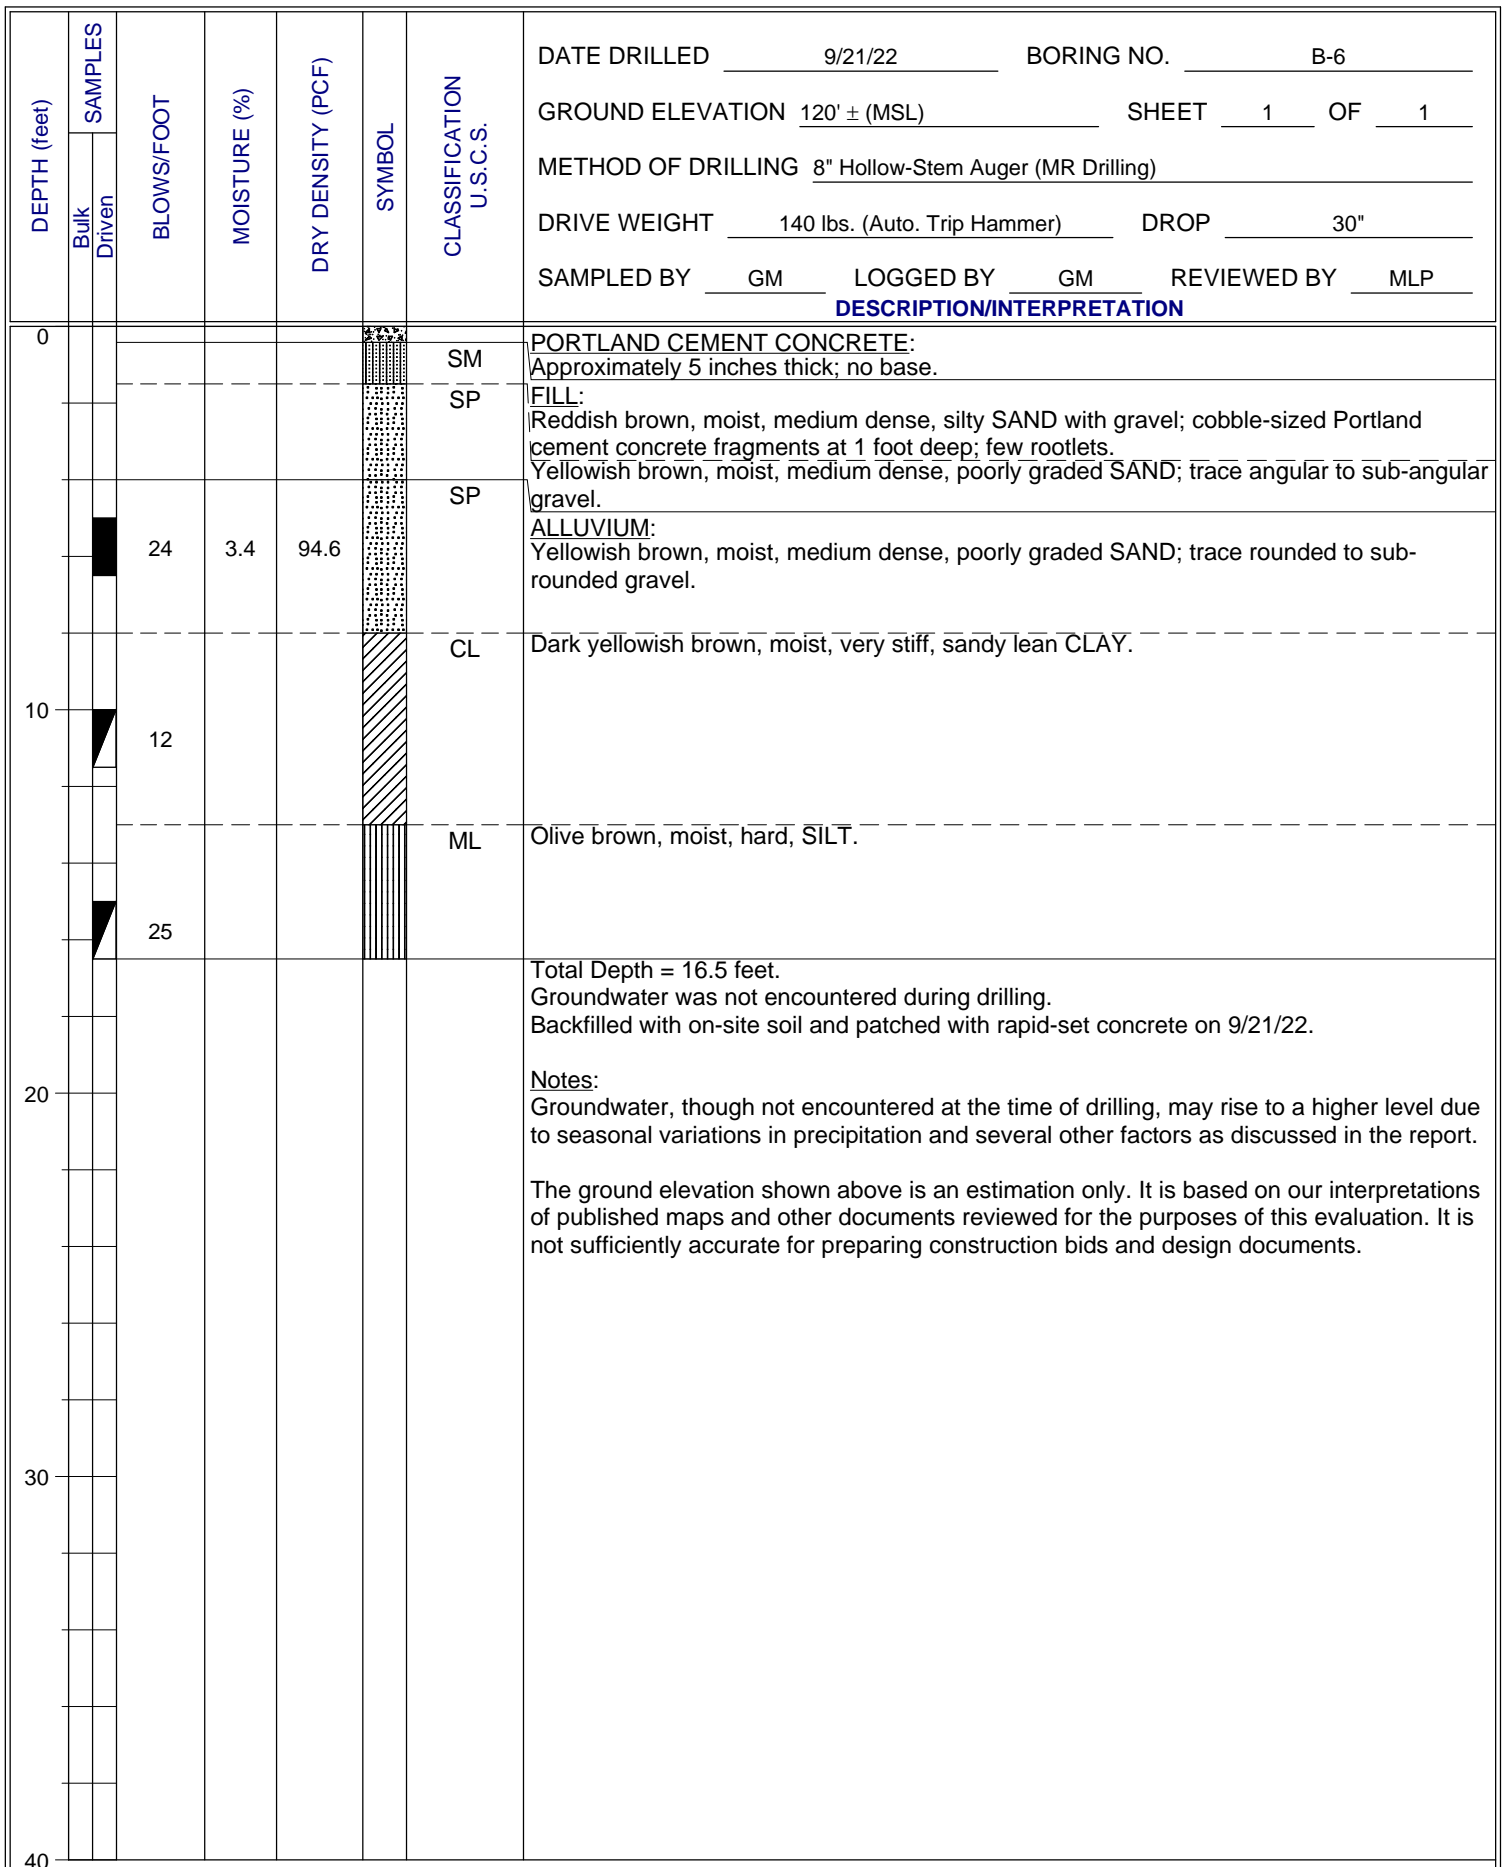 DEPTH (feet)
SAMPLES
Bulk
Driven
BLOWS/FOOT
MOISTURE (%)
DRY DENSITY (PCF)
SYMBOL
CLASSIFICATION
U.S.C.S.
DATE DRILLED 9/21/22 BORING NO. B-6
GROUND ELEVATION 120' ± (MSL) SHEET 1 OF 1
METHOD OF DRILLING 8" Hollow-Stem Auger (MR Drilling)
DRIVE WEIGHT 140 lbs. (Auto. Trip Hammer) DROP 30"
SAMPLED BY GM LOGGED BY GM REVIEWED BY MLP
DESCRIPTION/INTERPRETATION
0
SM
PORTLAND CEMENT CONCRETE:
Approximately 5 inches thick; no base.
SP
FILL:
Reddish brown, moist, medium dense, silty SAND with gravel; cobble-sized Portland
cement concrete fragments at 1 foot deep; few rootlets.
Yellowish brown, moist, medium dense, poorly graded SAND; trace angular to sub-angular
gravel.
SP
ALLUVIUM:
24 3.4 94.6
Yellowish brown, moist, medium dense, poorly graded SAND; trace rounded to sub-
rounded gravel.
CL
Dark yellowish brown, moist, very stiff, sandy lean CLAY.
10
12
ML
Olive brown, moist, hard, SILT.
25
Total Depth = 16.5 feet.
Groundwater was not encountered during drilling.
Backfilled with on-site soil and patched with rapid-set concrete on 9/21/22.
Notes:
20
Groundwater, though not encountered at the time of drilling, may rise to a higher level due
to seasonal variations in precipitation and several other factors as discussed in the report.
The ground elevation shown above is an estimation only. It is based on our interpretations
of published maps and other documents reviewed for the purposes of this evaluation. It is
not sufficiently accurate for preparing construction bids and design documents.
30
40